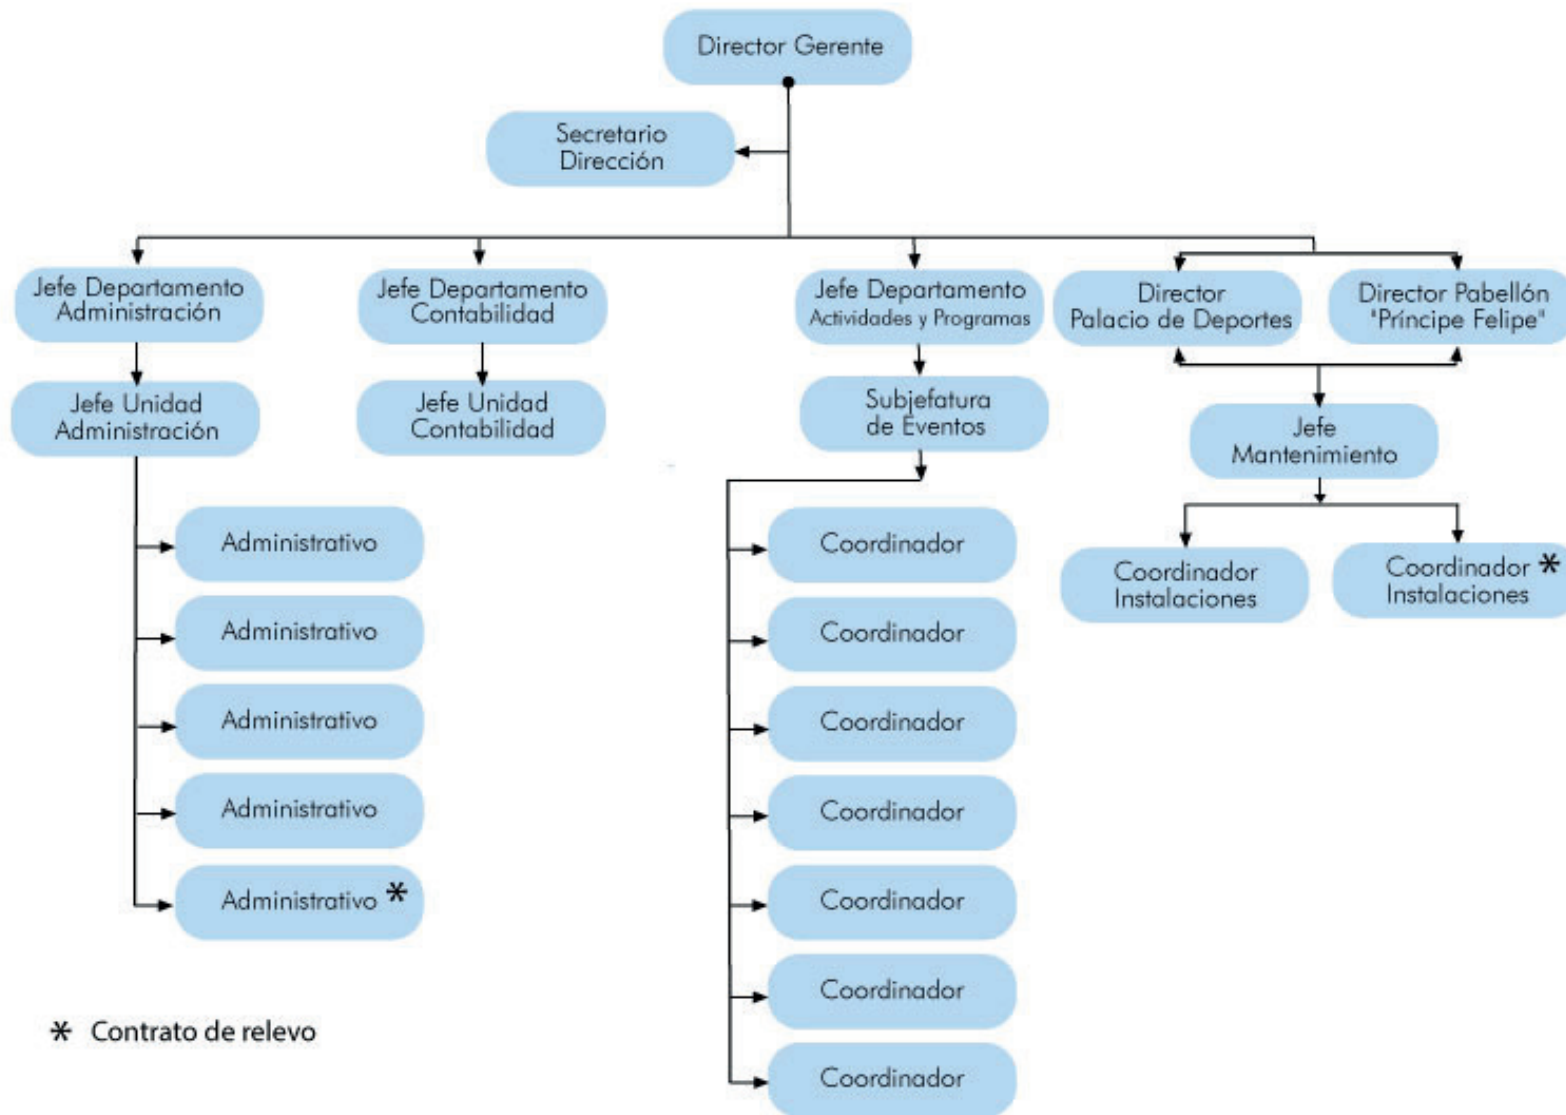 Director Gerente
Secretario
Dirección
Jefe Departamento
Administración
Jefe Departamento
Contabilidad
Jefe Departamento
Actividades y Programas
Director
Palacio de Deportes
Director Pabellón
"Príncipe Felipe"
Jefe Unidad
Administración
Jefe Unidad
Contabilidad
Subjefatura
de Eventos
Jefe
Mantenimiento
Administrativo
Administrativo
Administrativo
Administrativo
Administrativo *
Coordinador
Coordinador
Coordinador
Coordinador
Coordinador
Coordinador
Coordinador
Coordinador
Instalaciones
Coordinador *
Instalaciones
* Contrato de relevo